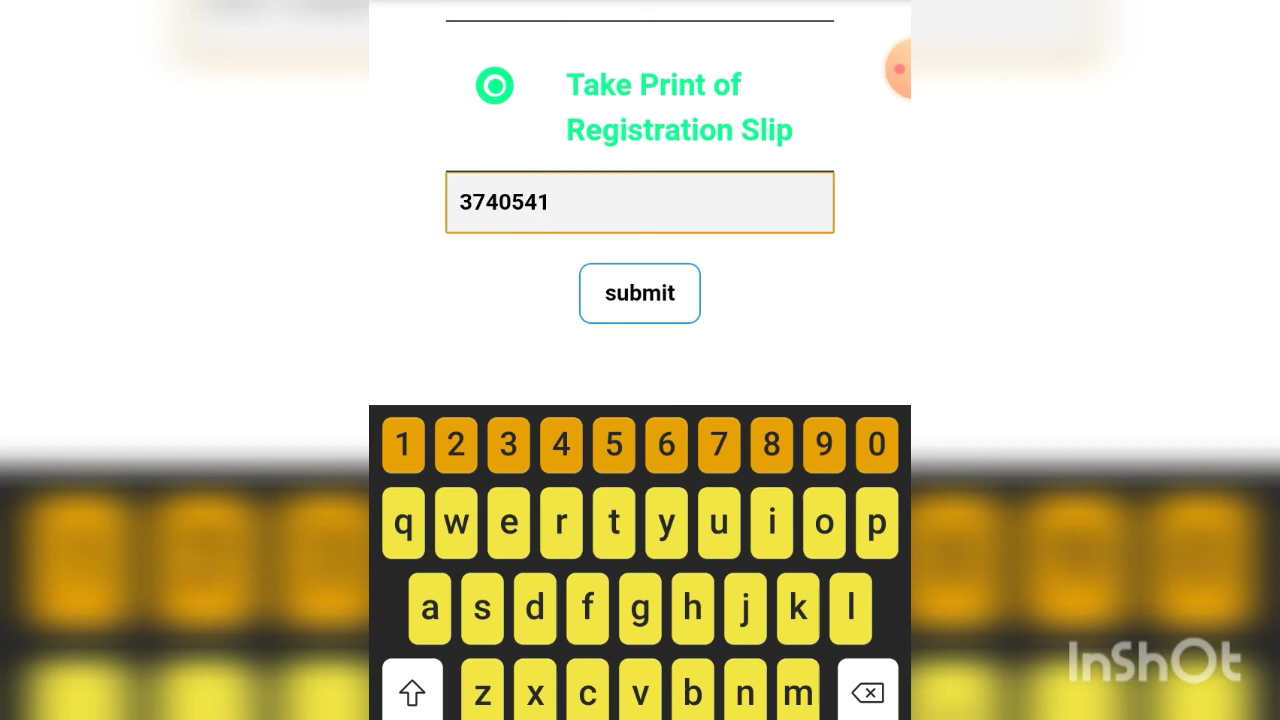 Take Print of
Registration Slip
3740541
submit
1 2 3 4 5 6 7 8 9 0
q w e r t y u i o p
a s d f g h j k l
z x c v b n m
InShOt